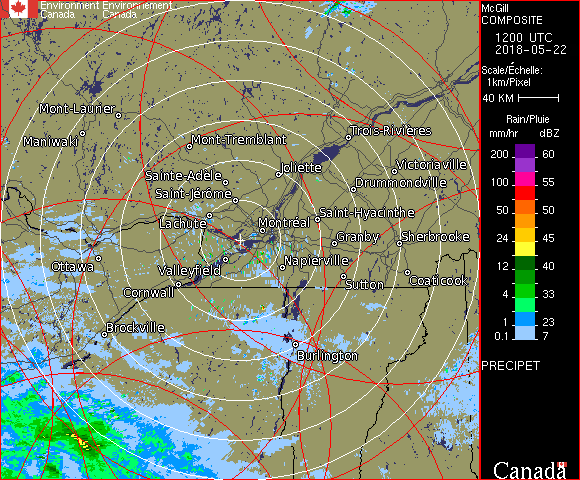 Environment Environnement
Canada Canada
McGill
COMPOSITE
1200 UTC
2018-05-22
Scale/Échelle:
1km/Pixel
40 KM
Rain/Pluie
mm/hr dBZ
200 60
100 55
50 50
24 45
12 40
4 33
1 23
0.1 7
PRECIPET
Canada
Mont-Laurier
Maniwaki
Mont-Tremblant
Trois-Rivières
Sainte-Adèle
Joliette
Victoriaville
Saint-Jérôme
Drummondville
Lachute
Montréal
Saint-Hyacinthe
Granby
Sherbrooke
Ottawa
Valleyfield
Napierville
Cornwall
Sutton
Coaticook
Brockville
Burlington